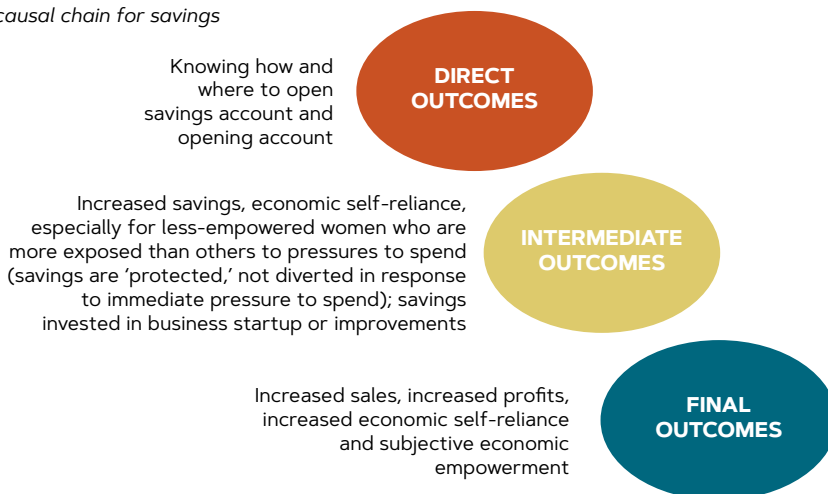 causal chain for savings
Knowing how and
where to open
savings account and
opening account
DIRECT
OUTCOMES
Increased savings, economic self-reliance,
especially for less-empowered women who are
more exposed than others to pressures to spend
(savings are ‘protected,’ not diverted in response
to immediate pressure to spend); savings
invested in business startup or improvements
INTERMEDIATE
OUTCOMES
Increased sales, increased profits,
increased economic self-reliance
and subjective economic
empowerment
FINAL
OUTCOMES